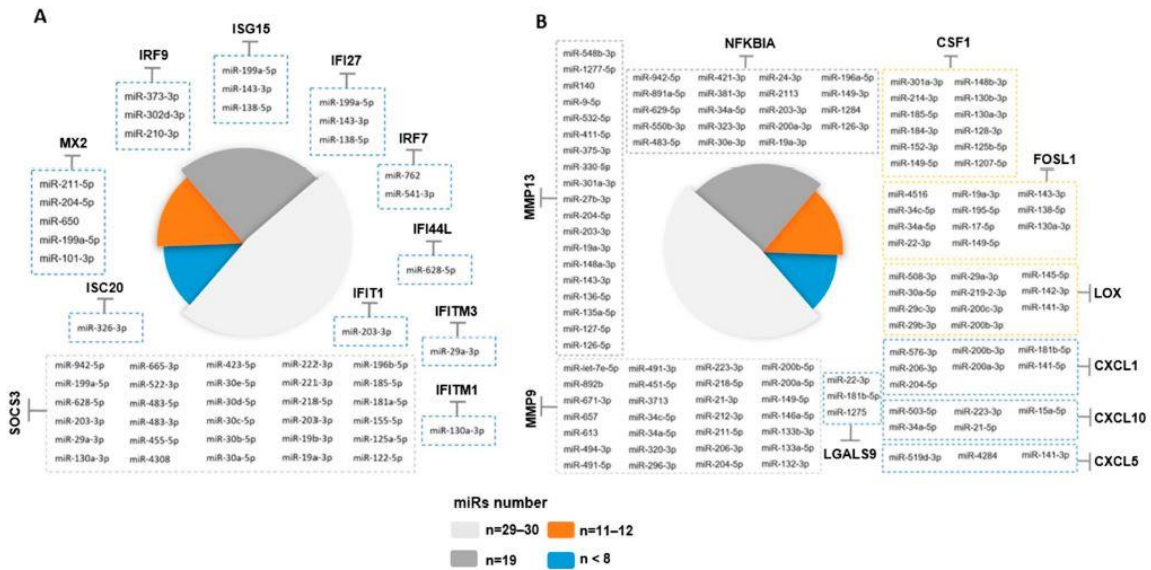 A
ISG15
miR-199a-5p
miR-143-3p
miR-138-5p
IRF9
miR-373-3p
miR-302d-3p
miR-210-3p
IFI27
miR-199a-5p
miR-143-3p
miR-138-5p
MX2
miR-211-5p
miR-204-5p
miR-650
miR-199a-5p
miR-101-3p
IRF7
miR-762
miR-541-3p
IFI44L
miR-628-5p
ISC20
miR-326-3p
IFIT1
miR-203-3p
IFITM3
miR-29a-3p
IFITM1
miR-130a-3p
SOCS3
miR-942-5p miR-665-3p miR-423-5p miR-222-3p miR-196b-5p
miR-199a-5p miR-522-3p miR-30e-5p miR-221-3p miR-185-5p
miR-628-5p miR-483-5p miR-30d-5p miR-218-5p miR-181a-5p
miR-203-3p miR-483-3p miR-30c-5p miR-203-3p miR-155-5p
miR-29a-3p miR-455-5p miR-30b-5p miR-19b-3p miR-125a-5p
miR-130a-3p miR-4308 miR-30a-5p miR-19a-3p miR-122-5p
B
MMP13
miR-548b-3p
miR-1277-5p
miR140
miR-9-5p
miR-532-5p
miR-411-5p
miR-375-3p
miR-330-5p
miR-301a-3p
miR-27b-3p
miR-204-5p
miR-203-3p
miR-19a-3p
miR-148a-3p
miR-143-3p
miR-136-5p
miR-135a-5p
miR-127-5p
miR-126-5p
NFKBIA
miR-942-5p miR-421-3p miR-24-3p miR-196a-5p
miR-891a-5p miR-381-3p miR-2113 miR-149-3p
miR-629-5p miR-34a-5p miR-203-3p miR-1284
miR-550b-3p miR-323-3p miR-200a-3p miR-126-3p
miR-483-5p miR-30e-3p miR-19a-3p
CSF1
miR-301a-3p miR-148b-3p
miR-214-3p miR-130b-3p
miR-185-5p miR-130a-3p
miR-184-3p miR-128-3p
miR-152-3p miR-125b-5p
miR-149-5p miR-1207-5p
FOSL1
miR-4516 miR-19a-3p miR-143-3p
miR-34c-5p miR-195-5p miR-138-5p
miR-34a-5p miR-17-5p miR-130a-3p
miR-22-3p miR-149-5p
LOX
miR-508-3p miR-29a-3p miR-145-5p
miR-30a-5p miR-219-2-3p miR-142-3p
miR-29c-3p miR-200c-3p miR-141-3p
miR-29b-3p miR-200b-3p
CXCL1
miR-576-3p miR-200b-3p miR-181b-5p
miR-206-3p miR-200a-3p miR-141-5p
miR-204-5p
CXCL10
miR-503-5p miR-223-3p miR-15a-5p
miR-34a-5p miR-21-5p
CXCL5
miR-519d-3p miR-4284 miR-141-3p
MMP9
miR-let-7e-5p miR-491-3p miR-223-3p miR-200b-5p
miR-892b miR-451-5p miR-218-5p miR-200a-5p
miR-671-3p miR-3713 miR-21-3p miR-149-5p
miR-657 miR-34c-5p miR-212-3p miR-146a-5p
miR-613 miR-34a-5p miR-211-5p miR-133b-3p
miR-494-3p miR-320-3p miR-206-3p miR-133a-5p
miR-491-5p miR-296-3p miR-204-5p miR-132-3p
miR-22-3p
miR-181b-5p
miR-1275
LGALS9
miRs number
n=29–30 n=11–12
n=19 n < 8